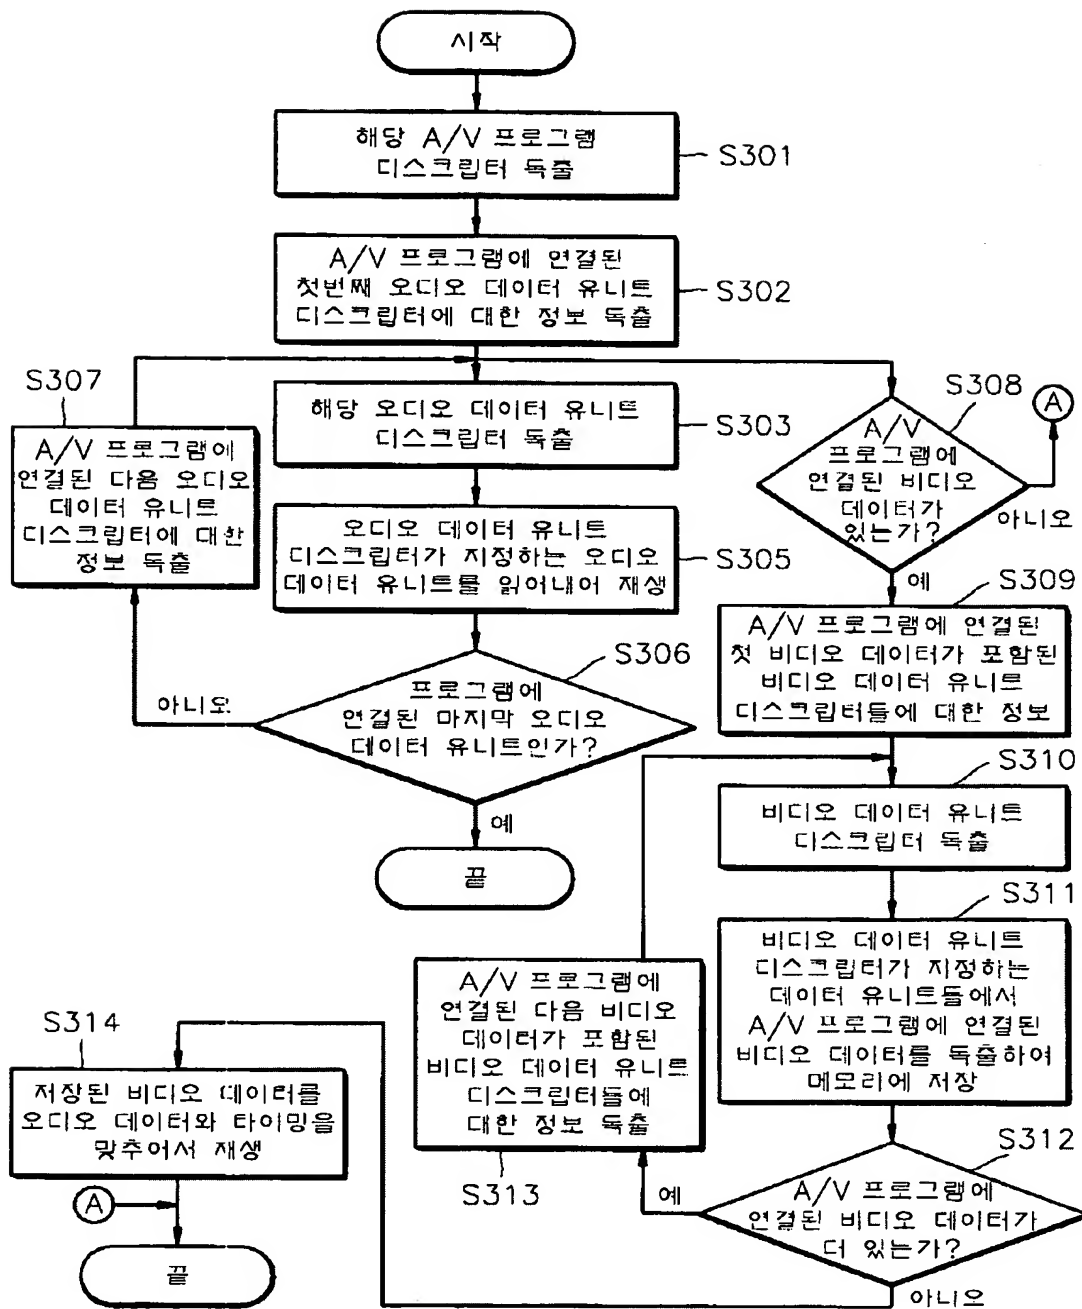 시작
해당 A/V 프로그램
디스크립터 독출
S301
A/V 프로그램에 연결된
첫번째 오디오 데이터 유니트
디스크립터에 대한 정보 독출
S302
S307
A/V 프로그램에
연결된 다음 오디오
데이터 유니트
디스크립터에 대한
정보 독출
해당 오디오 데이터 유니트
디스크립터 독출
S303
오디오 데이터 유니트
디스크립터가 지정하는 오디오
데이터 유니트를 읽어내어 재생
S305
프로그램에
연결된 마지막 오디오
데이터 유니트인가?
S306
아니오
예
끝
S308
A
A/V
프로그램에
연결된 비디오
데이터가
있는가?
아니오
예
S309
A/V 프로그램에 연결된
첫 비디오 데이터가 포함된
비디오 데이터 유니트
디스크립터들에 대한 정보
S310
비디오 데이터 유니트
디스크립터 독출
S311
비디오 데이터 유니트
디스크립터가 지정하는
데이터 유니트들에서
A/V 프로그램에 연결된
비디오 데이터를 독출하여
메모리에 저장
S312
A/V 프로그램에
연결된 비디오 데이터가
더 있는가?
예
아니오
A/V 프로그램에
연결된 다음 비디오
데이터가 포함된
비디오 데이터 유니트
디스크립터들에
대한 정보 독출
S313
S314
저장된 비디오 데이터를
오디오 데이터와 타이밍을
맞추어서 재생
A
끝